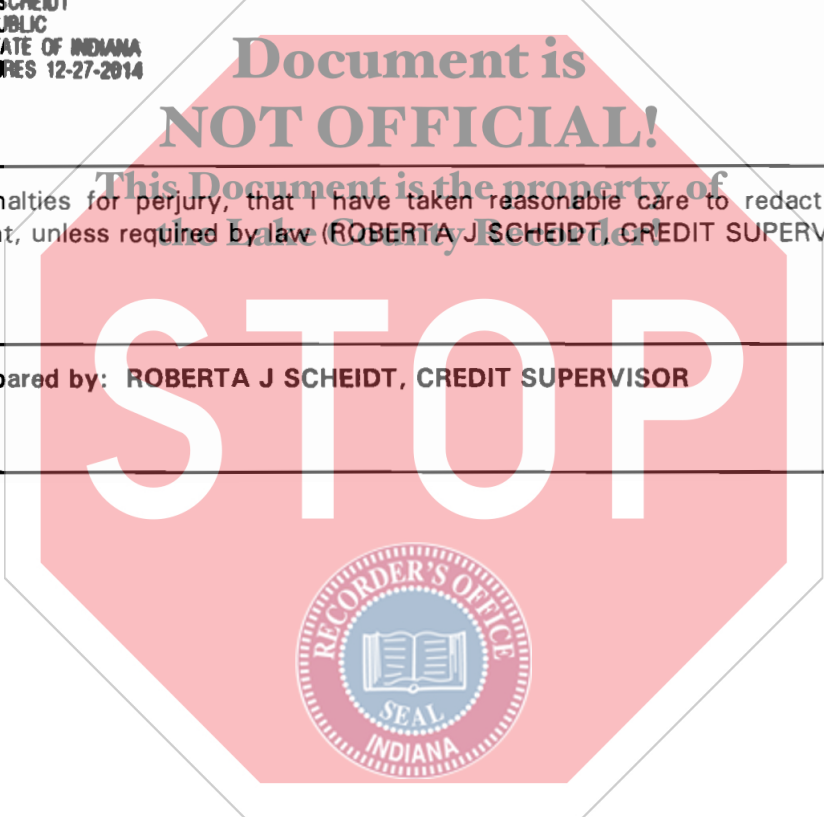 SCHEIDT
UBLIC
ATE OF INDIANA
RES 12-27-2014
Document is
NOT OFFICIAL!
This Document is the property of
the Lake County Recorder!
nalties for perjury, that I have taken reasonable care to redact
nt, unless required by law (ROBERTA J SCHEIDT, CREDIT SUPERV
STOP
pared by: ROBERTA J SCHEIDT, CREDIT SUPERVISOR
RECORDER'S OFFICE
SEAL
INDIANA